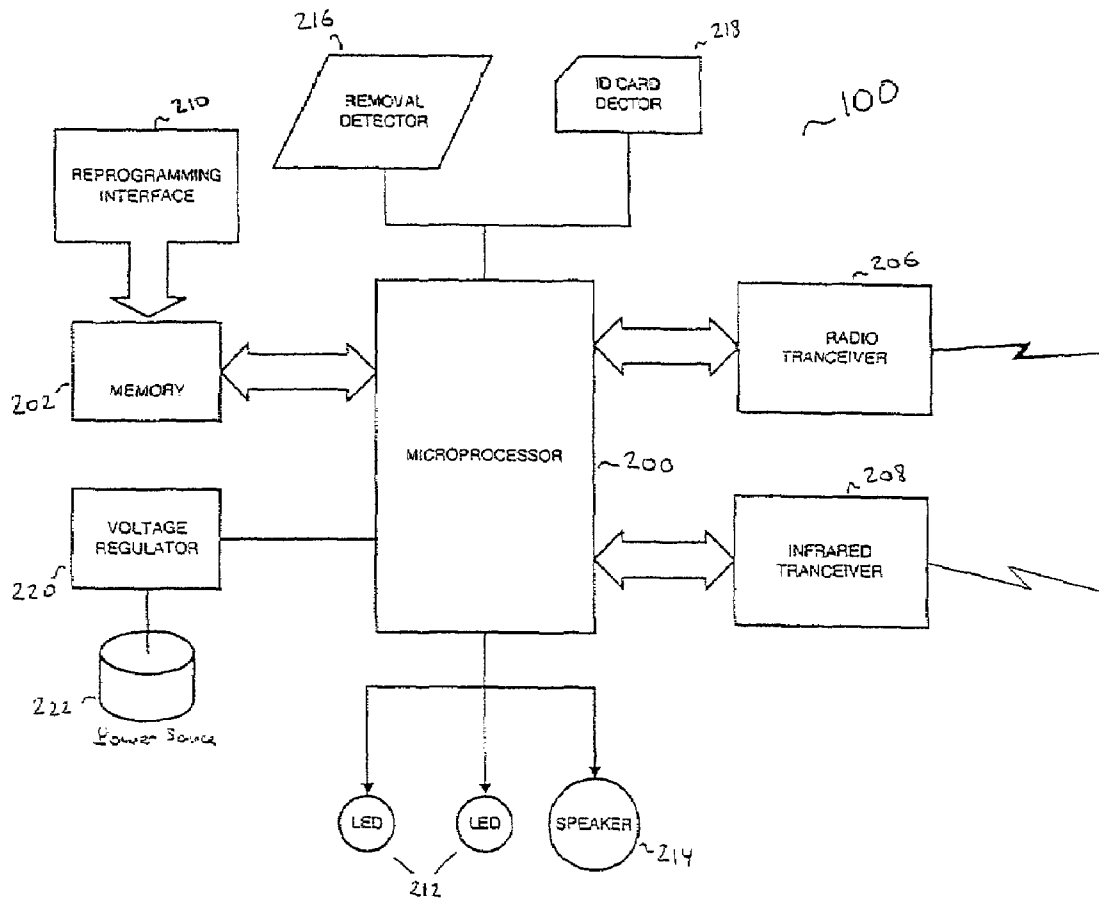 216
REMOVAL
DETECTOR
218
ID CARD
DECTOR
~100
210
REPROGRAMMING
INTERFACE
206
RADIO
TRANCEIVER
202
MEMORY
MICROPROCESSOR
~200
208
INFRARED
TRANCEIVER
VOLTAGE
REGULATOR
220
222
Power Souce
LED
LED
SPEAKER
212
214